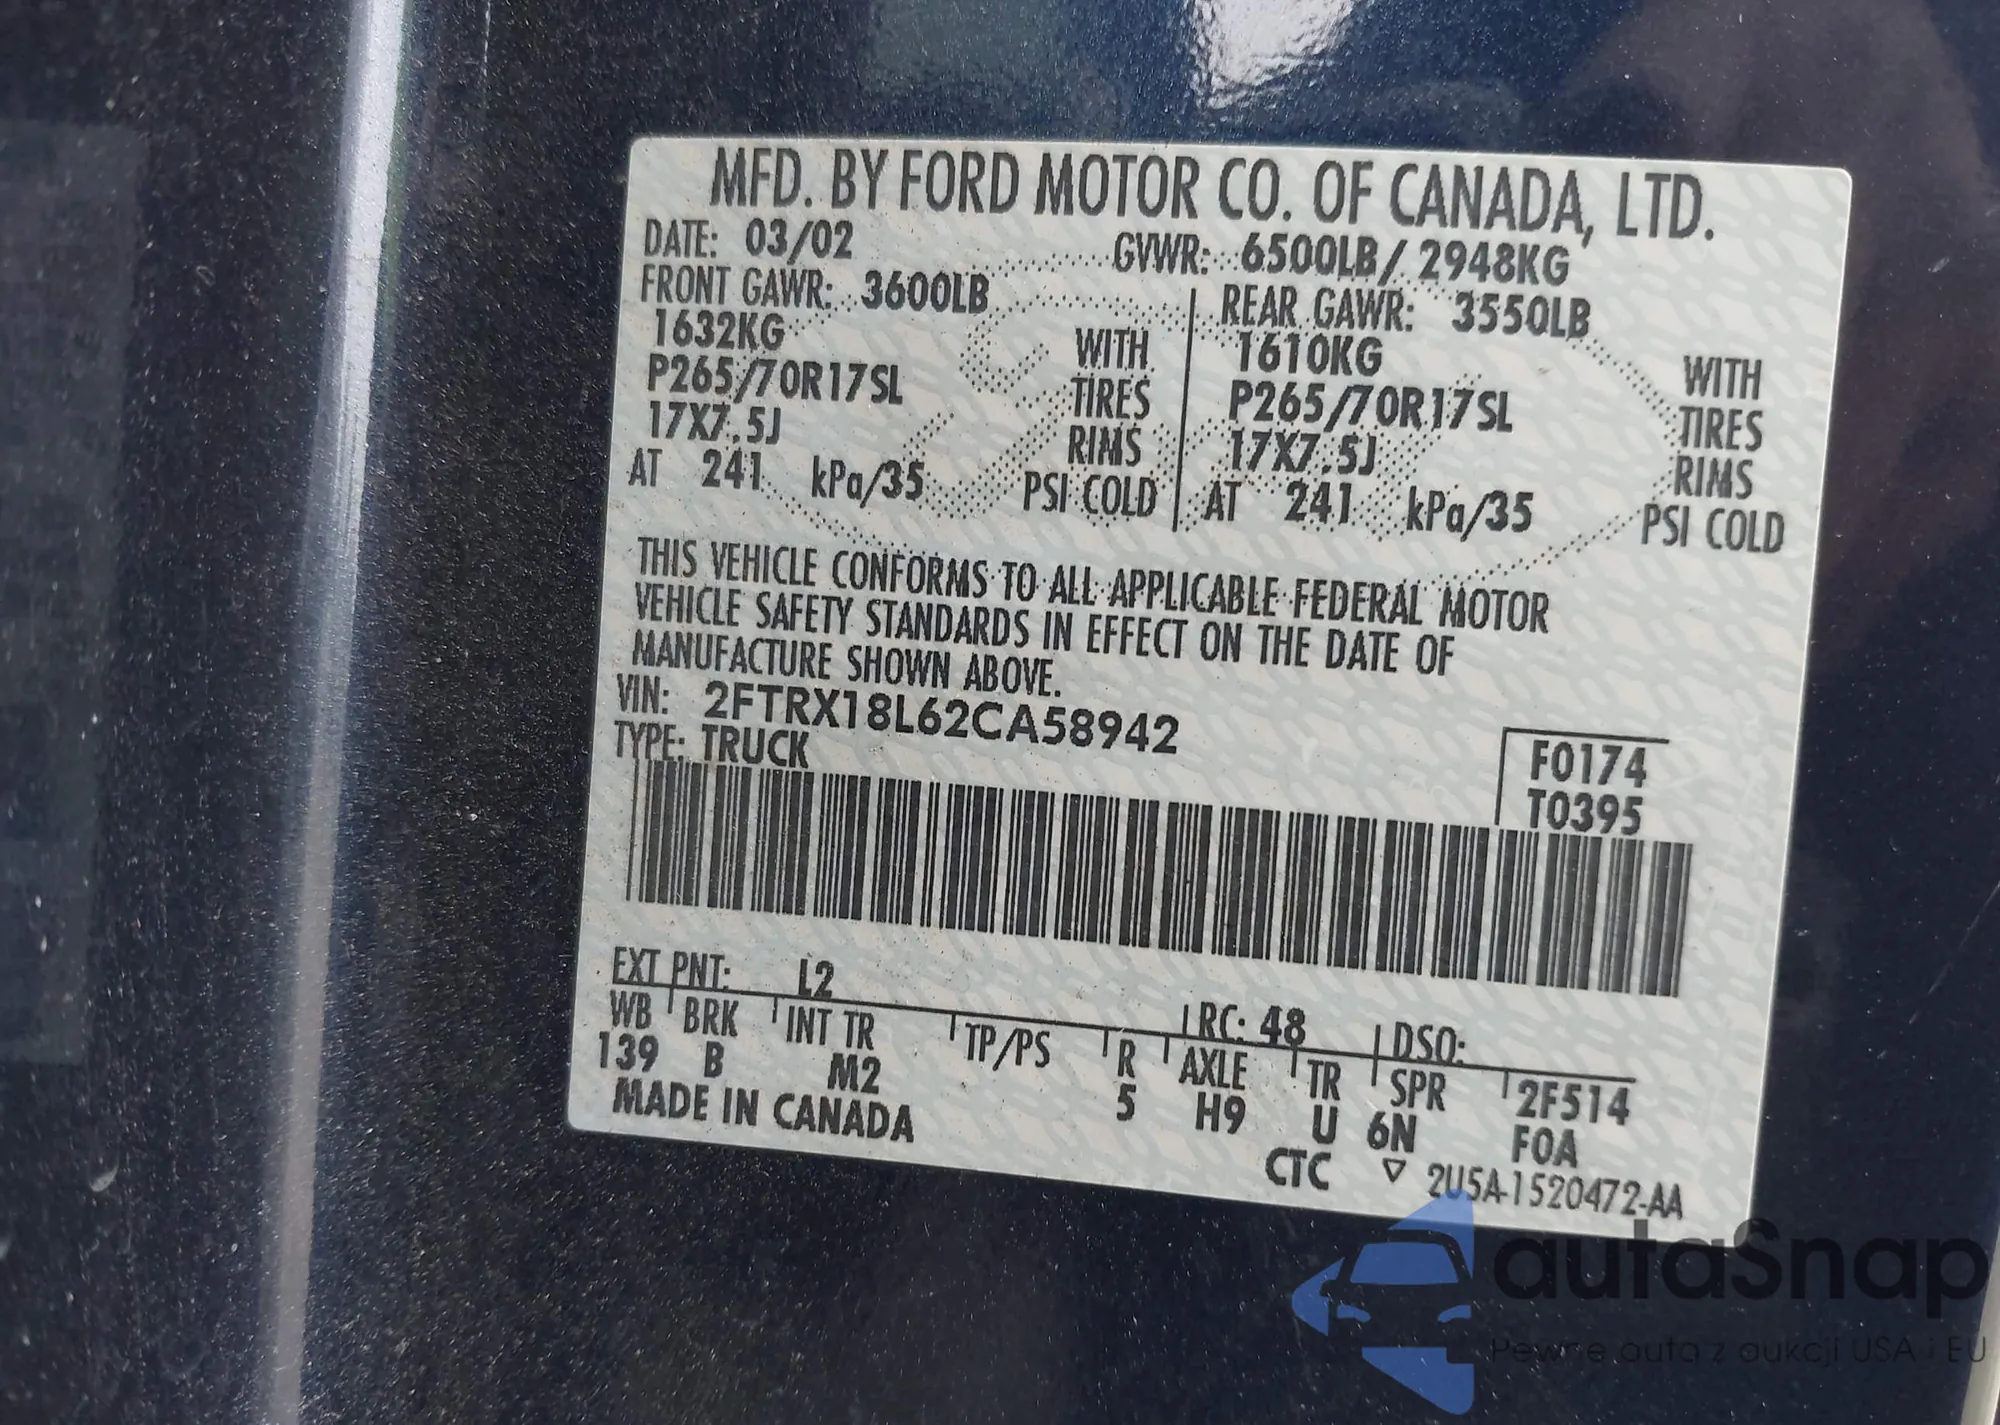 MFD. BY FORD MOTOR CO. OF CANADA, LTD.
DATE: 03/02 GVWR: 6500LB/ 2948KG
FRONT GAWR: 3600LB REAR GAWR: 3550LB
1632KG WITH 1610KG WITH
P265/70R17SL TIRES P265/70R17SL TIRES
17X7.5J RIMS 17X7.5J RIMS
AT 241 kPa/35 PSI COLD AT 241 kPa/35 PSI COLD
THIS VEHICLE CONFORMS TO ALL APPLICABLE FEDERAL MOTOR
VEHICLE SAFETY STANDARDS IN EFFECT ON THE DATE OF
MANUFACTURE SHOWN ABOVE.
VIN: 2FTRX18L62CA58942
TYPE: TRUCK
F0174
T0395
EXT PNT: L2 RC: 48 DSO:
WB BRK INT TR TP/PS R AXLE TR SPR 2F514
139 B M2 5 H9 U 6N F0A
MADE IN CANADA CTC ▽ 2U5A-1520472-AA
autaSnap
Pewne auta z aukcji USA i EU